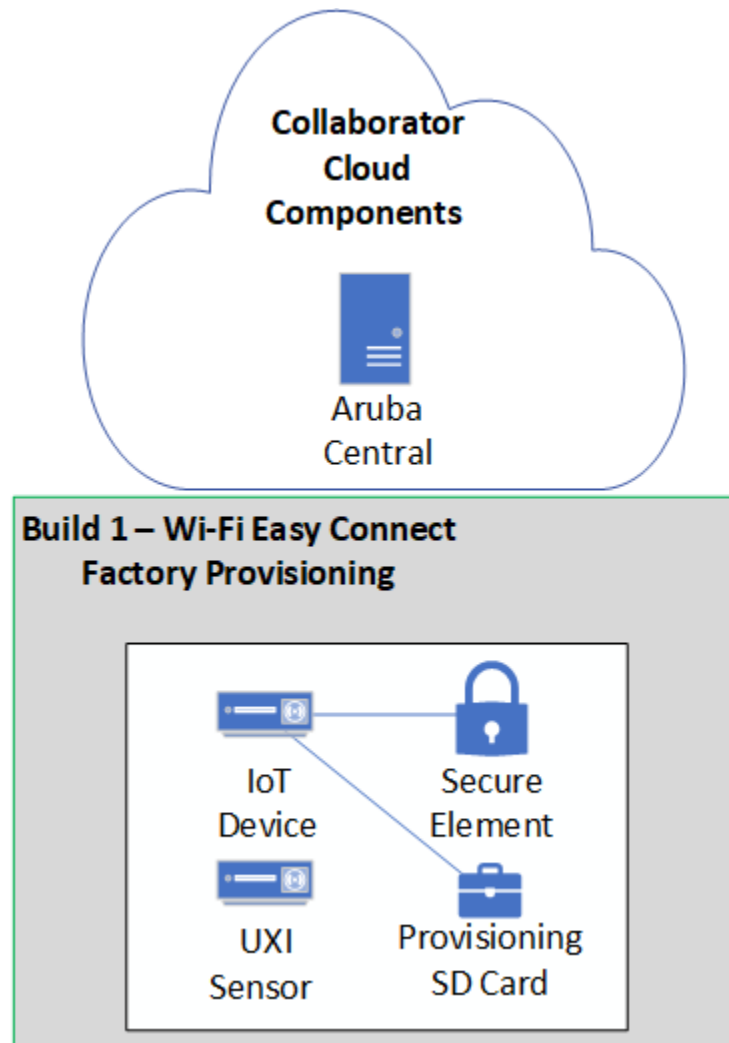 Collaborator
Cloud
Components
Aruba
Central
Build 1 – Wi-Fi Easy Connect
Factory Provisioning
IoT
Device
Secure
Element
UXI
Sensor
Provisioning
SD Card